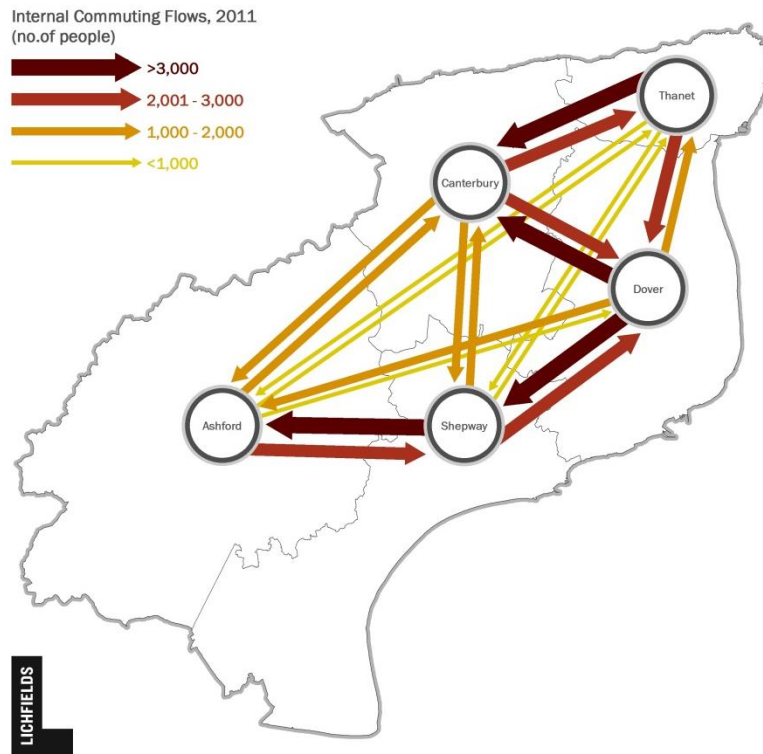 Internal Commuting Flows, 2011
(no.of people)
>3,000
2,001 - 3,000
1,000 - 2,000
<1,000
Thanet
Canterbury
Dover
Ashford
Shepway
LICHFIELDS